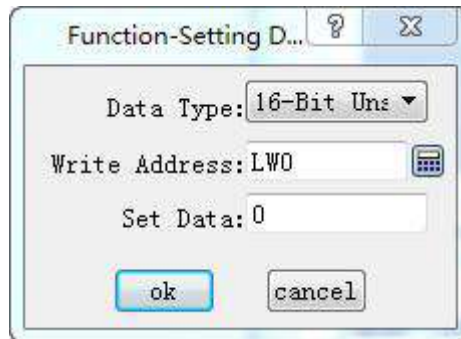 Function-Setting D...
Data Type: 16-Bit Uns
Write Address: LW0
Set Data: 0
ok cancel